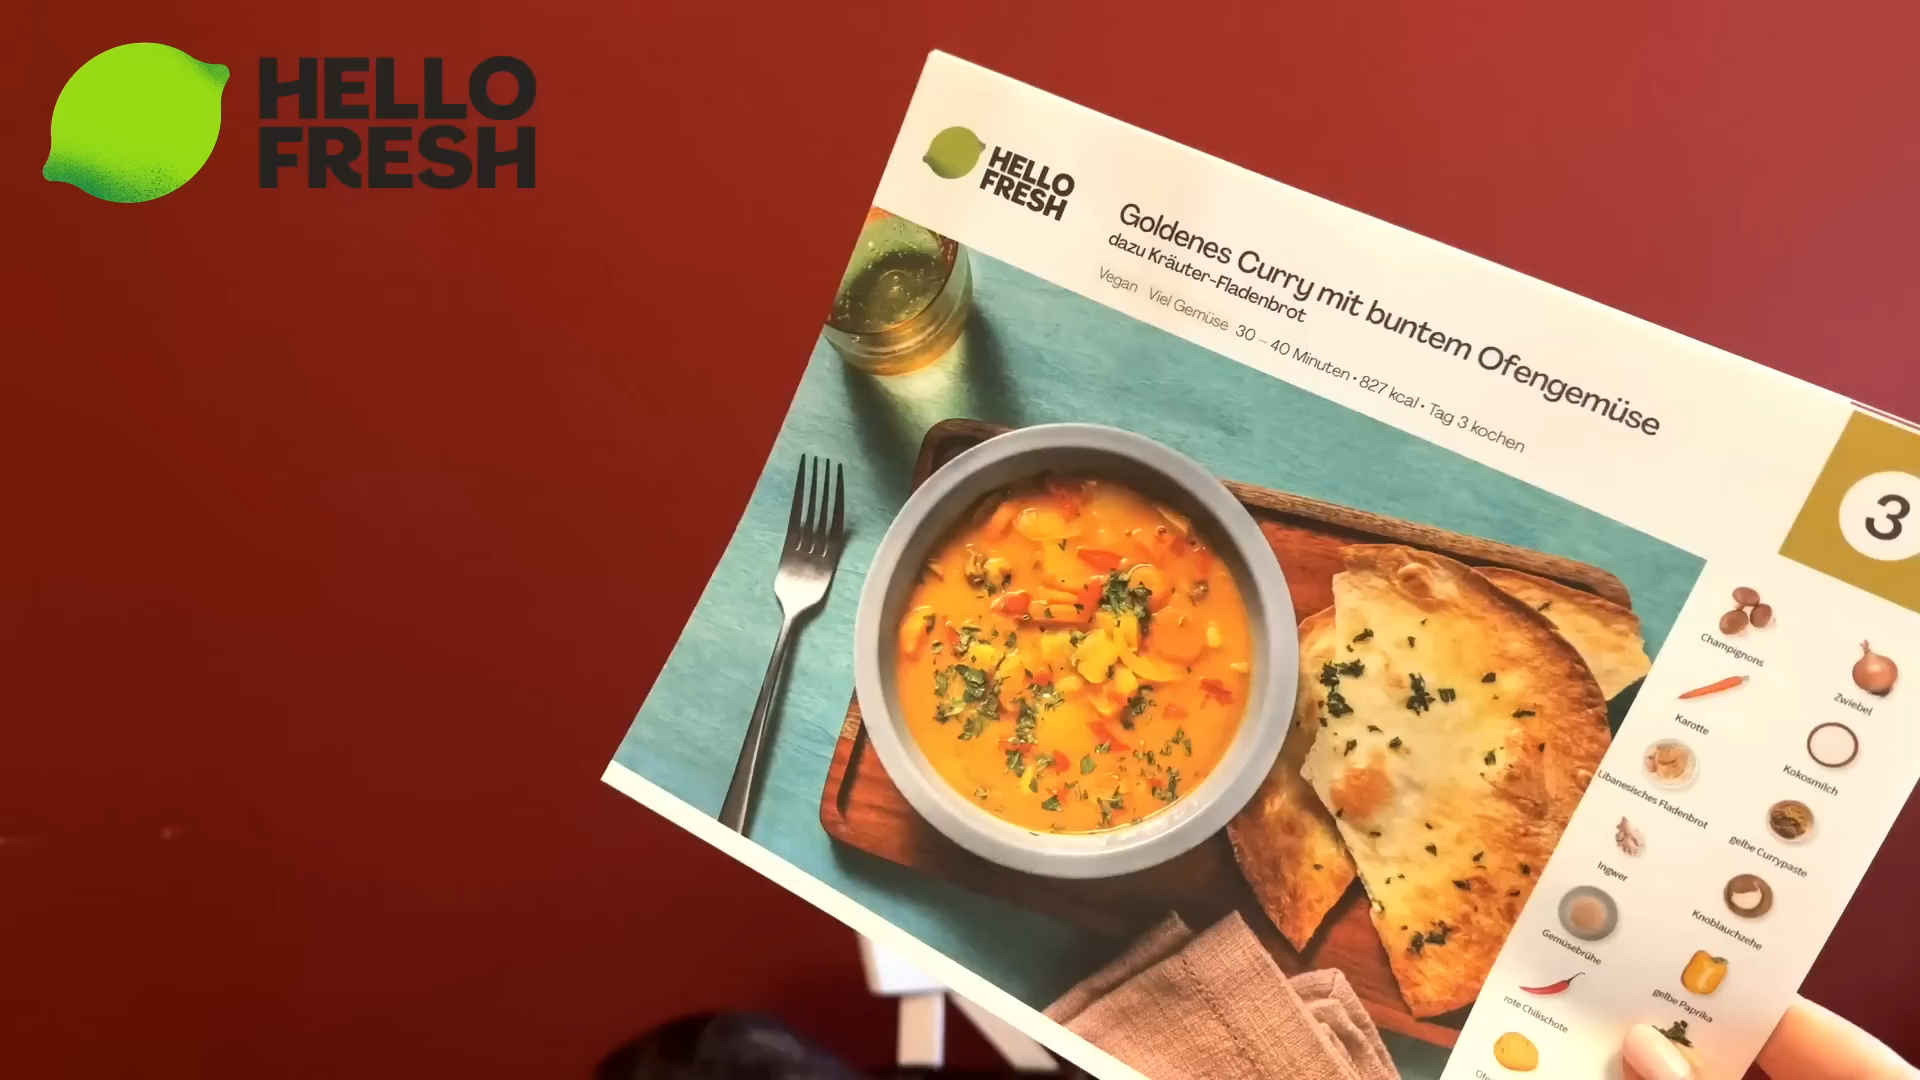 HELLO
FRESH
HELLO
FRESH
Goldenes Curry mit buntem Ofengemüse
dazu Kräuter-Fladenbrot
Vegan Viel Gemüse 30 – 40 Minuten • 827 kcal • Tag 3 kochen
3
Champignons
Zwiebel
Karotte
Kokosmilch
Libanesisches Fladenbrot
gelbe Currypaste
Ingwer
Knoblauchzehe
Gemüsebrühe
gelbe Paprika
rote Chilischote